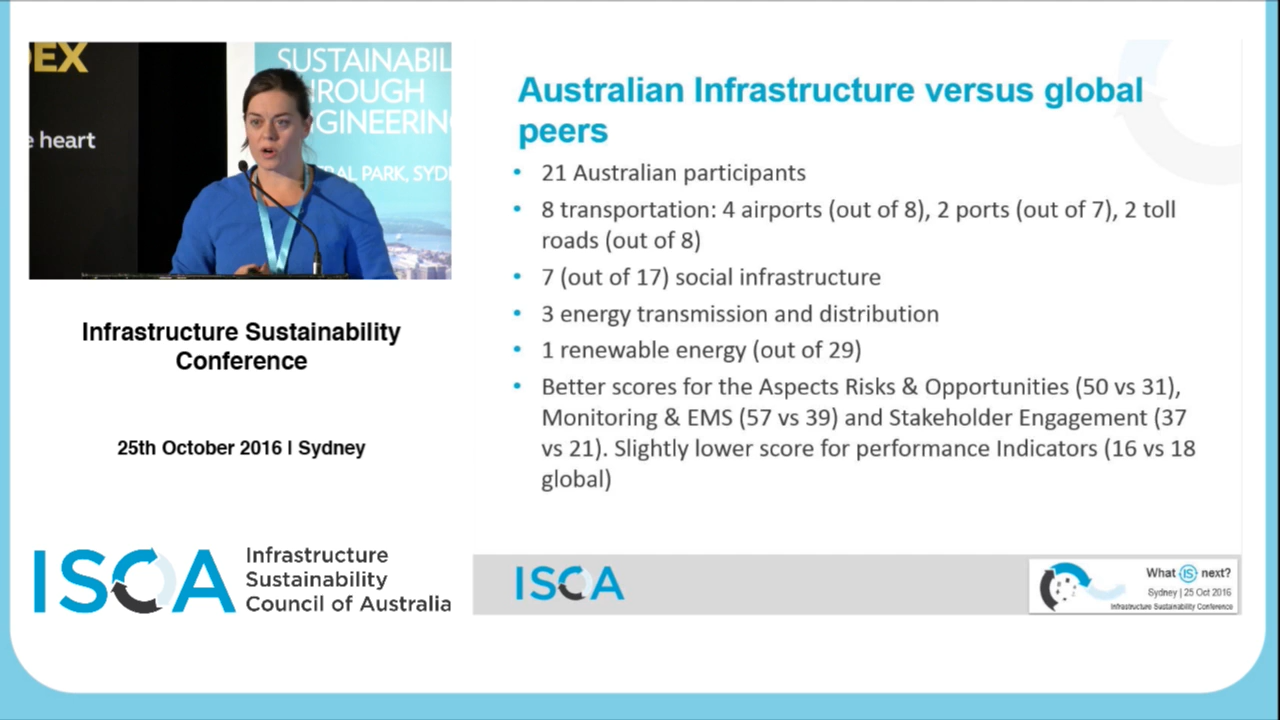 EX
e heart
SUSTAINABIL
THROUGH
GINEERIN
RAL PARK, SYD
Infrastructure Sustainability
Conference
25th October 2016 I Sydney
ISCA
Infrastructure
Sustainability
Council of Australia
Australian Infrastructure versus global
peers
• 21 Australian participants
• 8 transportation: 4 airports (out of 8), 2 ports (out of 7), 2 toll
roads (out of 8)
• 7 (out of 17) social infrastructure
• 3 energy transmission and distribution
• 1 renewable energy (out of 29)
• Better scores for the Aspects Risks & Opportunities (50 vs 31),
Monitoring & EMS (57 vs 39) and Stakeholder Engagement (37
vs 21). Slightly lower score for performance Indicators (16 vs 18
global)
ISCA
What IS next?
Sydney | 25 Oct 2016
Infrastructure Sustainability Conference